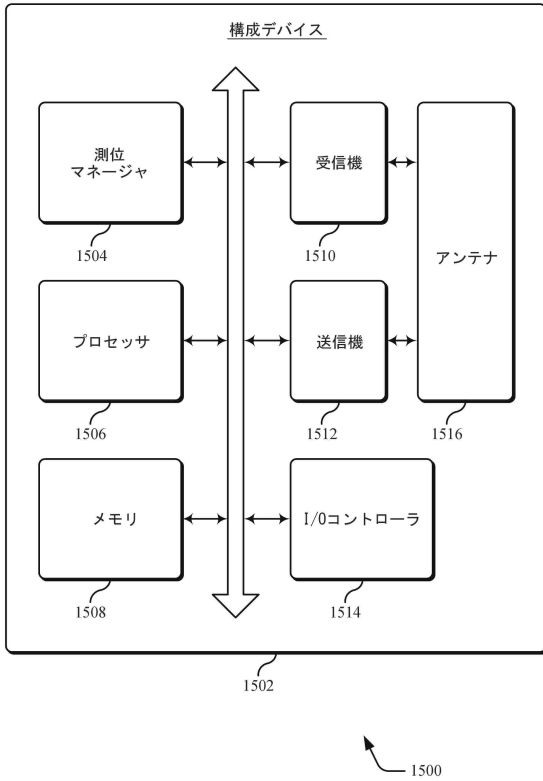 構成デバイス
測位
マネージャ
1504
受信機
1510
アンテナ
1516
プロセッサ
1506
送信機
1512
メモリ
1508
I/Oコントローラ
1514
1502
1500